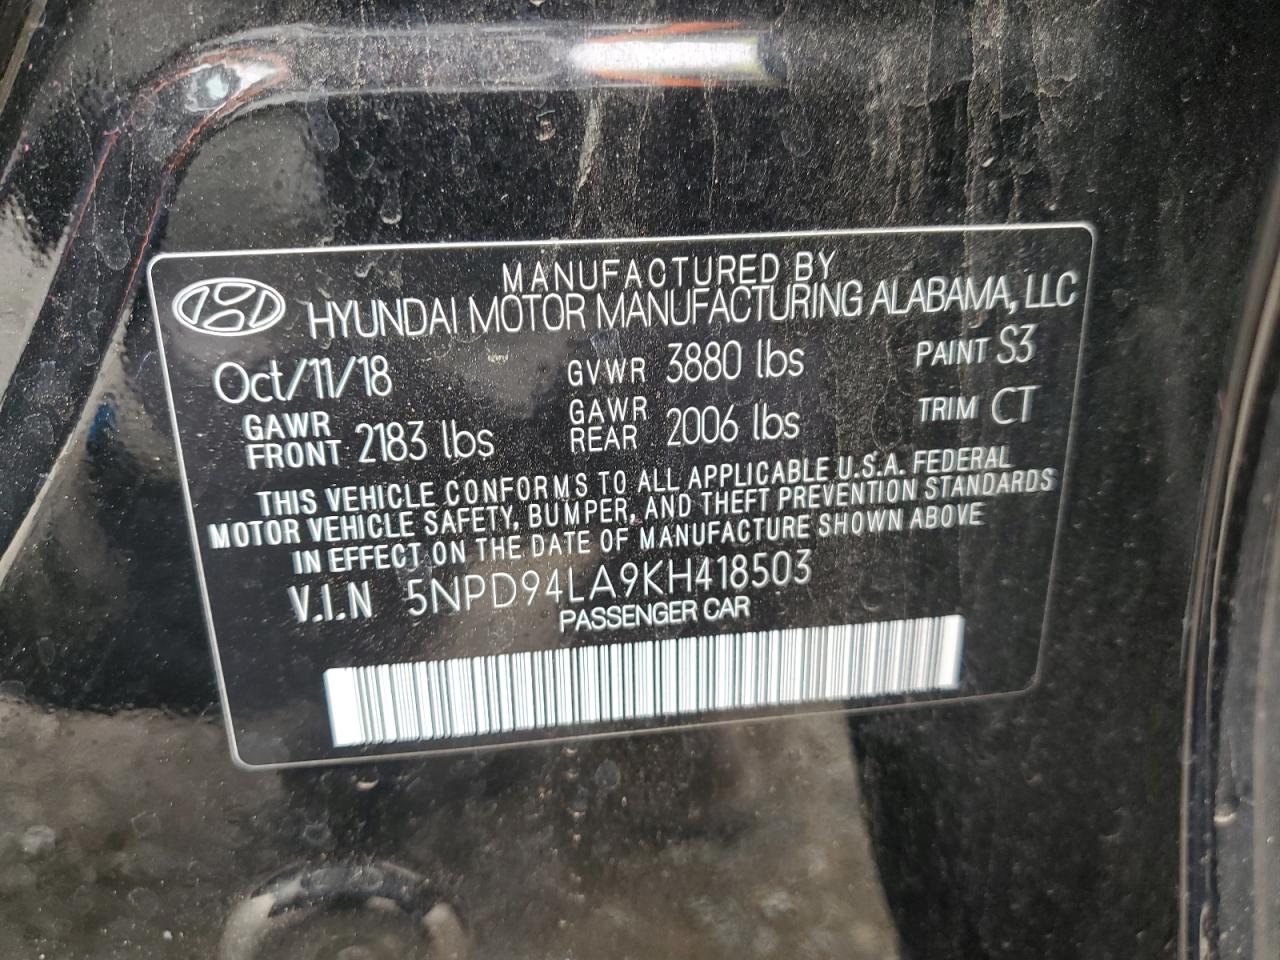 MANUFACTURED BY
HYUNDAI MOTOR MANUFACTURING ALABAMA, LLC
Oct/11/18 GVWR 3880 lbs PAINT S3
GAWR FRONT 2183 lbs GAWR REAR 2006 lbs TRIM CT
THIS VEHICLE CONFORMS TO ALL APPLICABLE U.S.A. FEDERAL
MOTOR VEHICLE SAFETY, BUMPER, AND THEFT PREVENTION STANDARDS
IN EFFECT ON THE DATE OF MANUFACTURE SHOWN ABOVE
V.I.N 5NPD94LA9KH418503
PASSENGER CAR